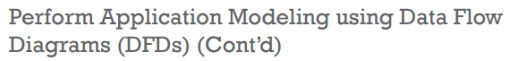 Perform Application Modeling using Data Flow
Diagrams (DFDs) (Cont’d)